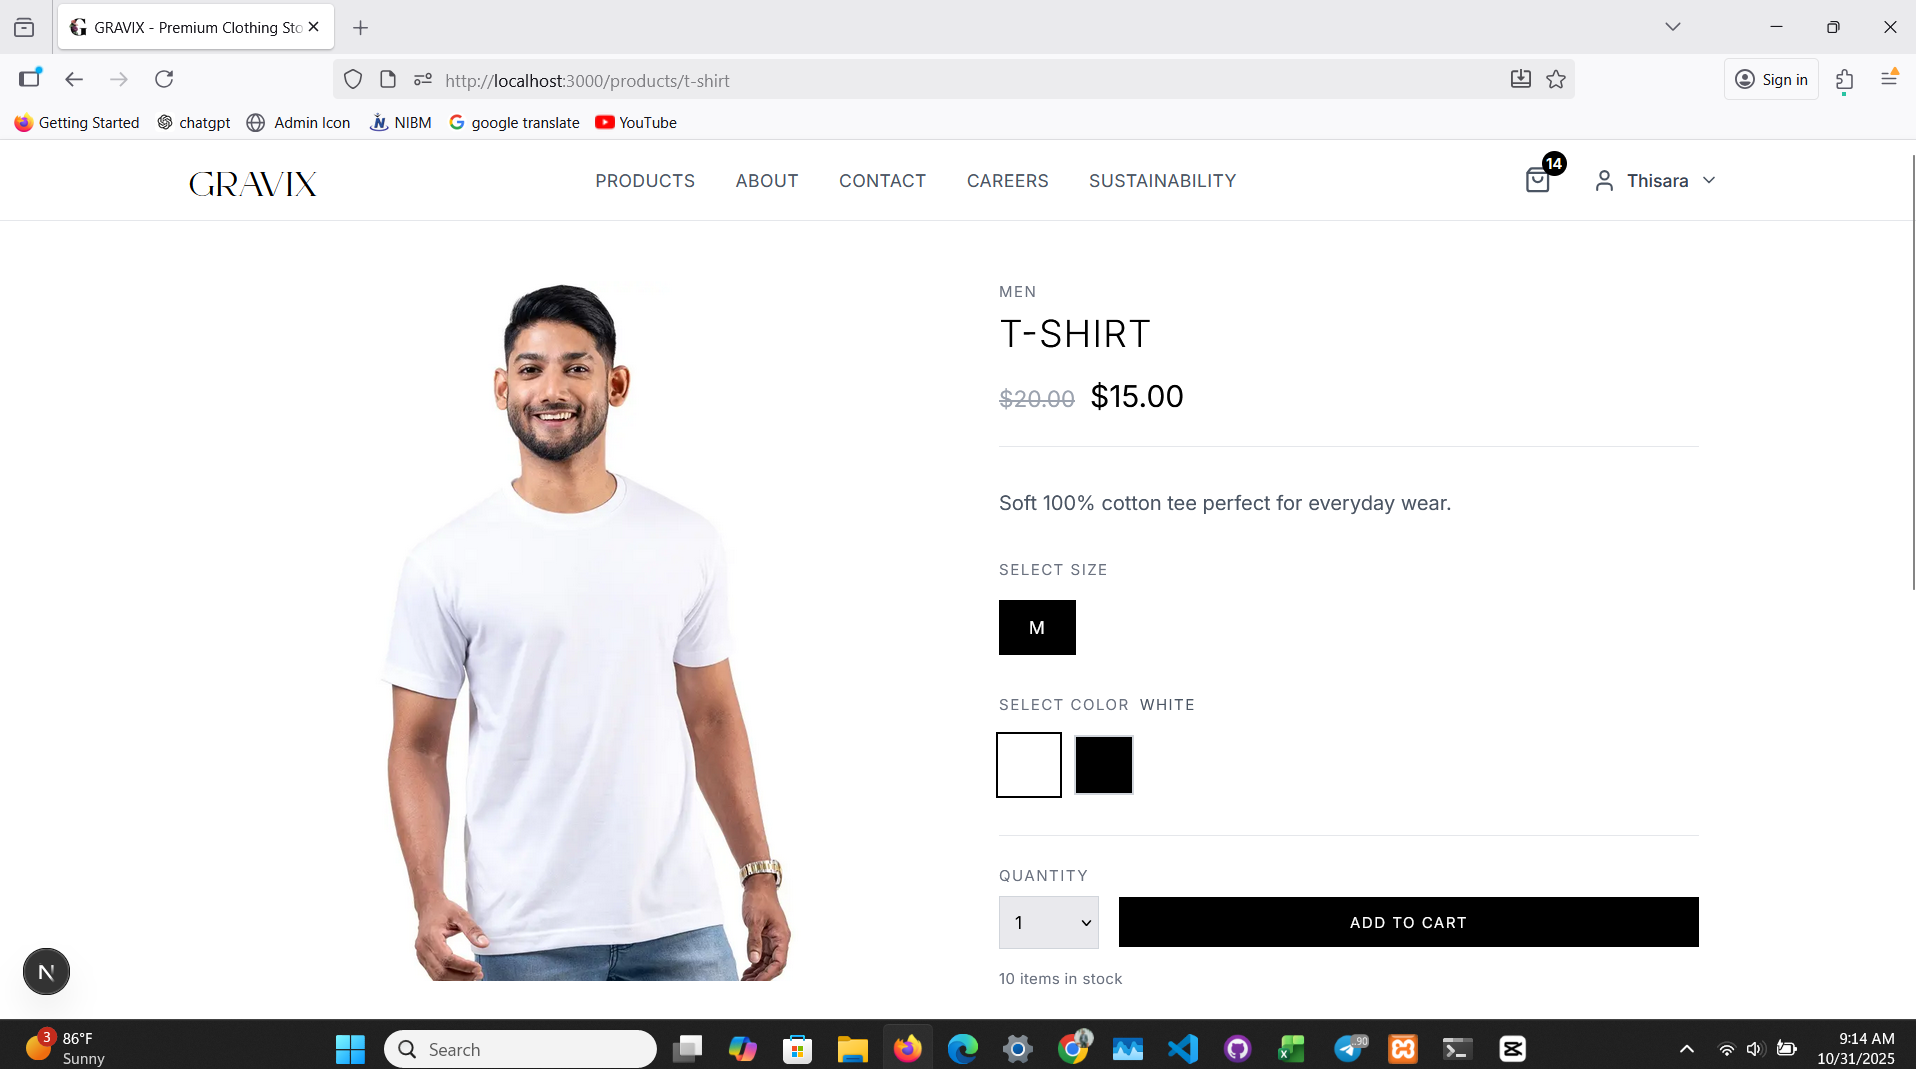 GRAVIX - Premium Clothing Sto
http://localhost:3000/products/t-shirt
Sign in
Getting Started
chatgpt
Admin Icon
NIBM
google translate
YouTube
GRAVIX
PRODUCTS
ABOUT
CONTACT
CAREERS
SUSTAINABILITY
14
Thisara
MEN
T-SHIRT
$20.00 $15.00
Soft 100% cotton tee perfect for everyday wear.
SELECT SIZE
M
SELECT COLOR WHITE
QUANTITY
1
ADD TO CART
10 items in stock
N
3
86°F
Sunny
Search
90
9:14 AM
10/31/2025